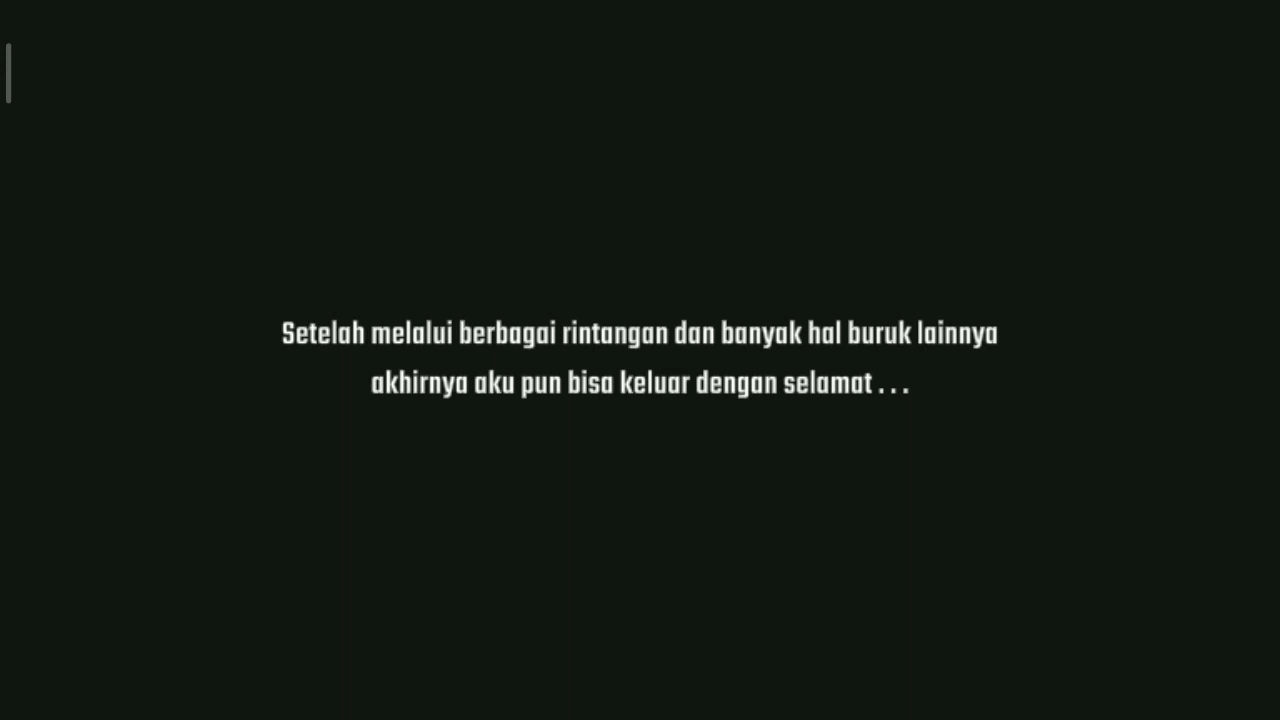 Setelah melalui berbagai rintangan dan banyak hal buruk lainnya
akhirnya aku pun bisa keluar dengan selamat . . .